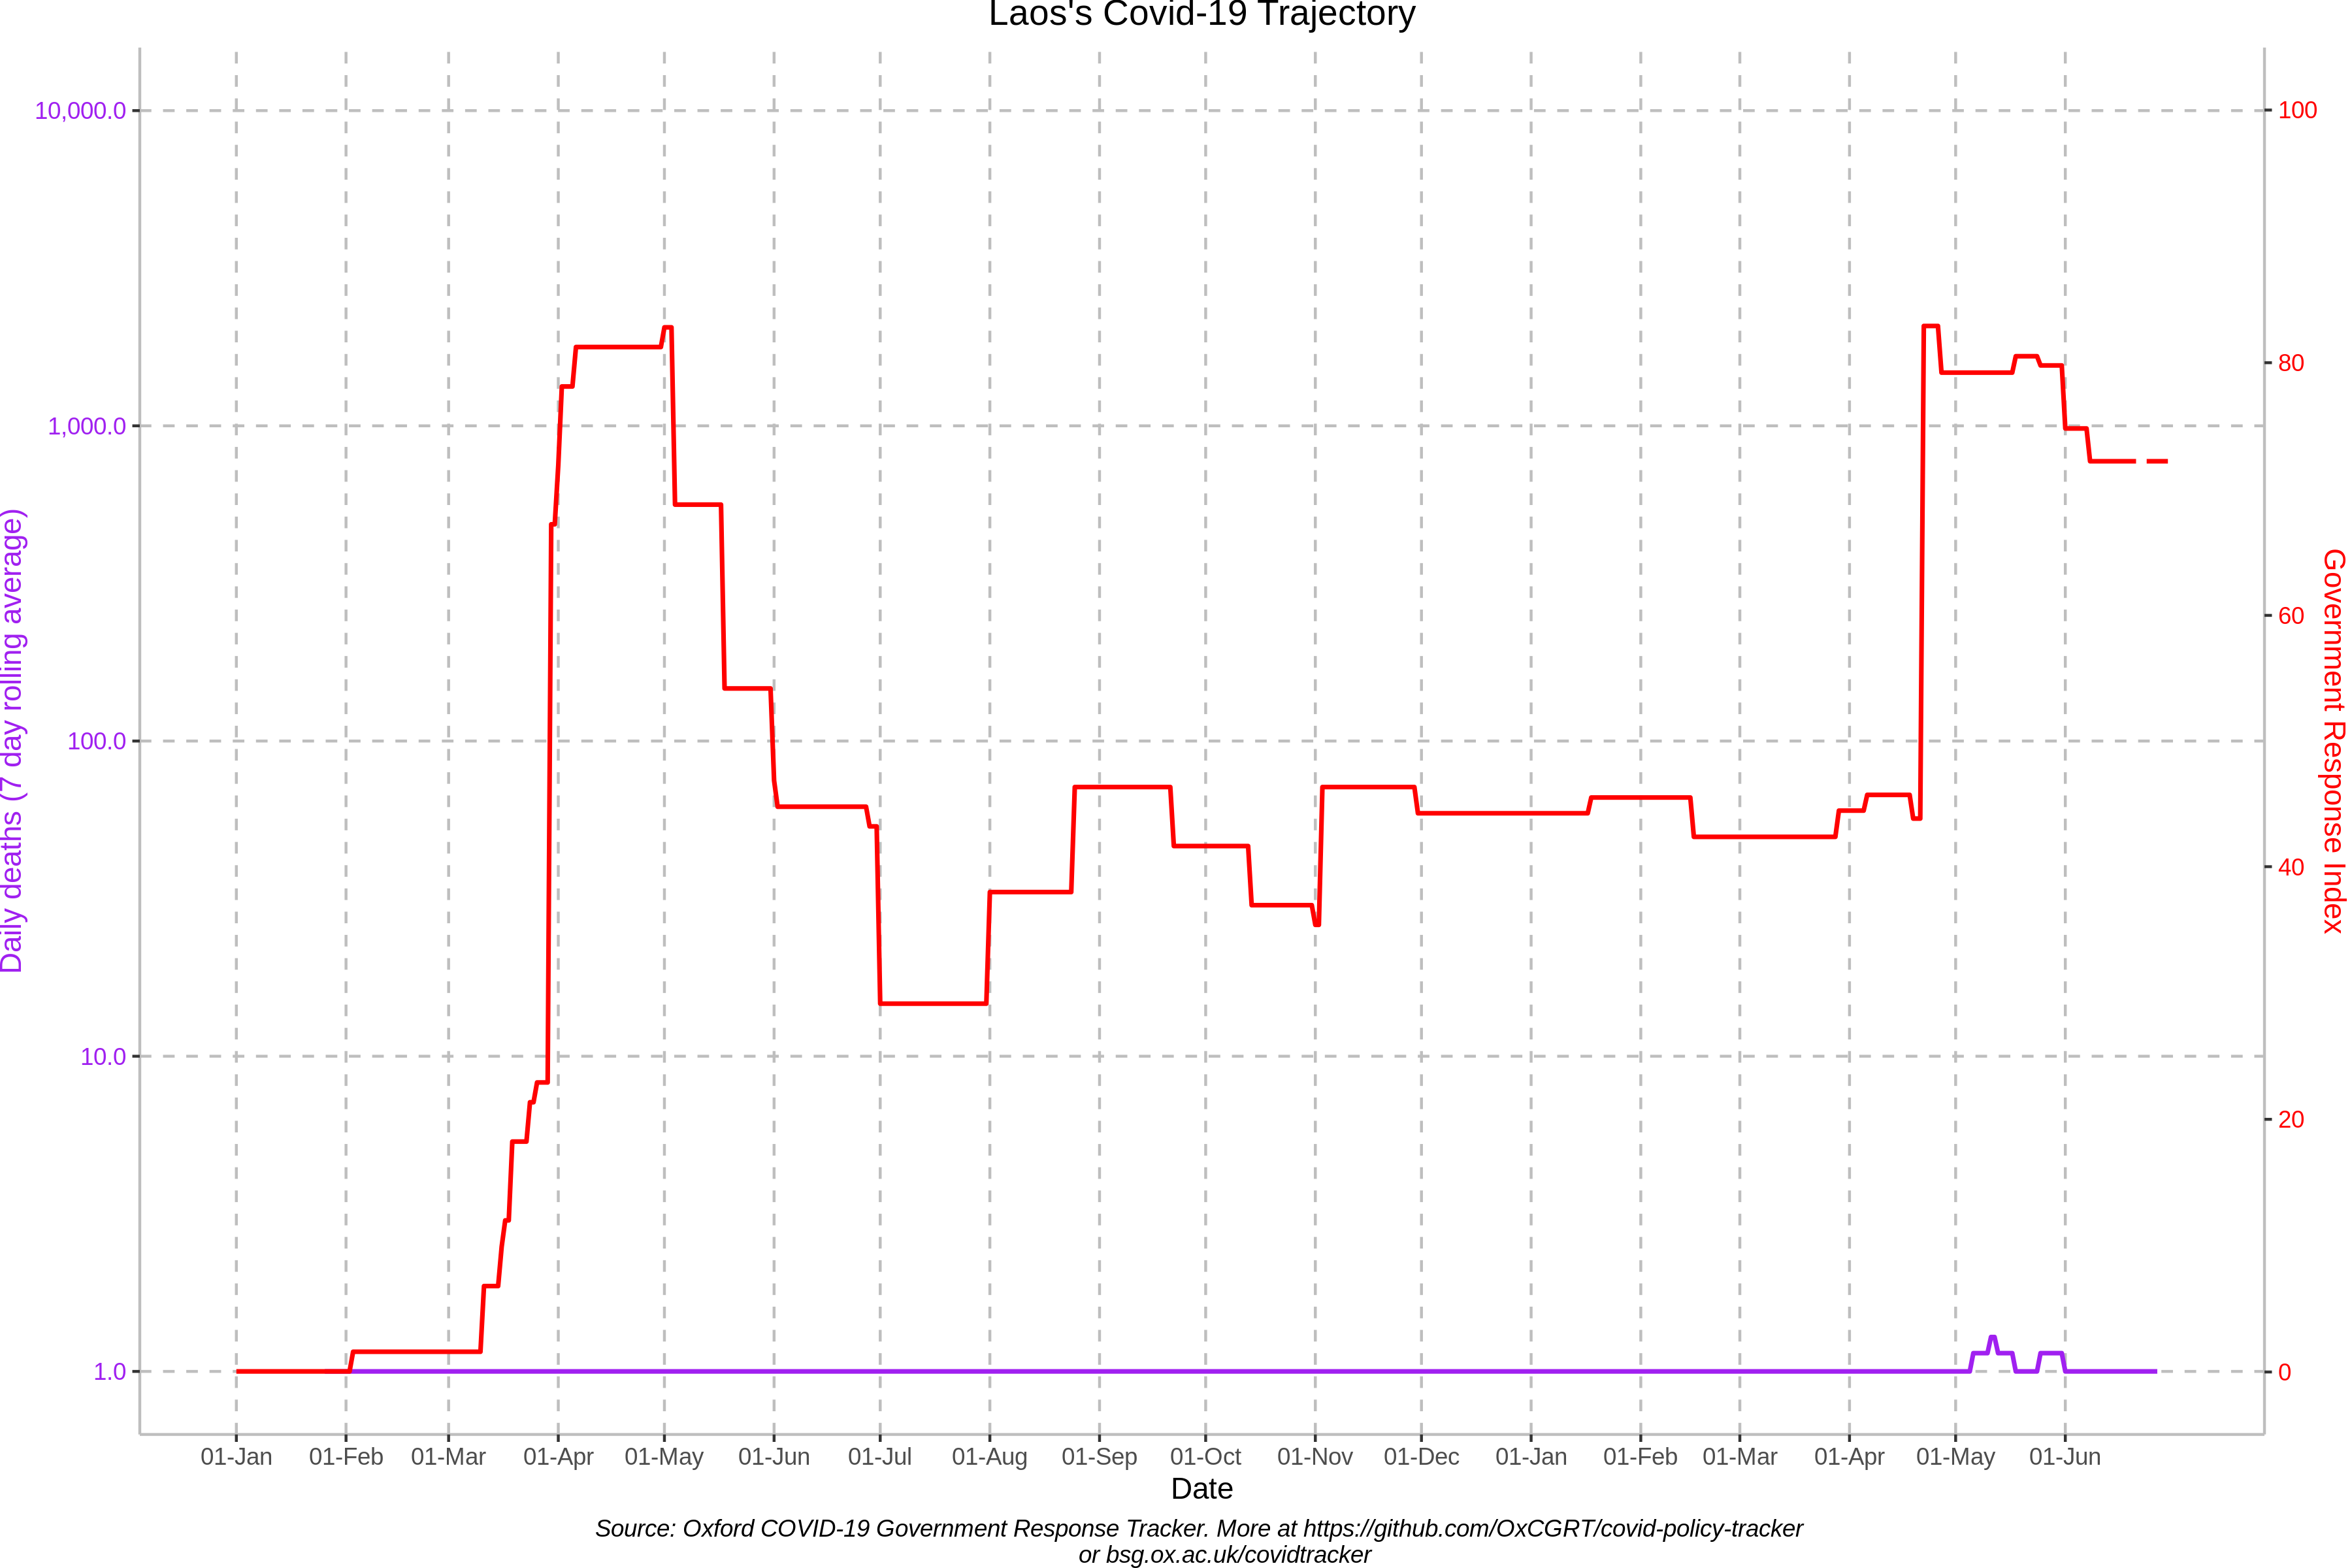 Laos's Covid-19 Trajectory
10,000.0
1,000.0
100.0
10.0
1.0
Daily deaths (7 day rolling average)
100
80
60
40
20
0
Government Response Index
01-Jan 01-Feb 01-Mar 01-Apr 01-May 01-Jun 01-Jul 01-Aug 01-Sep 01-Oct 01-Nov 01-Dec 01-Jan 01-Feb 01-Mar 01-Apr 01-May 01-Jun
Date
Source: Oxford COVID-19 Government Response Tracker. More at https://github.com/OxCGRT/covid-policy-tracker
or bsg.ox.ac.uk/covidtracker